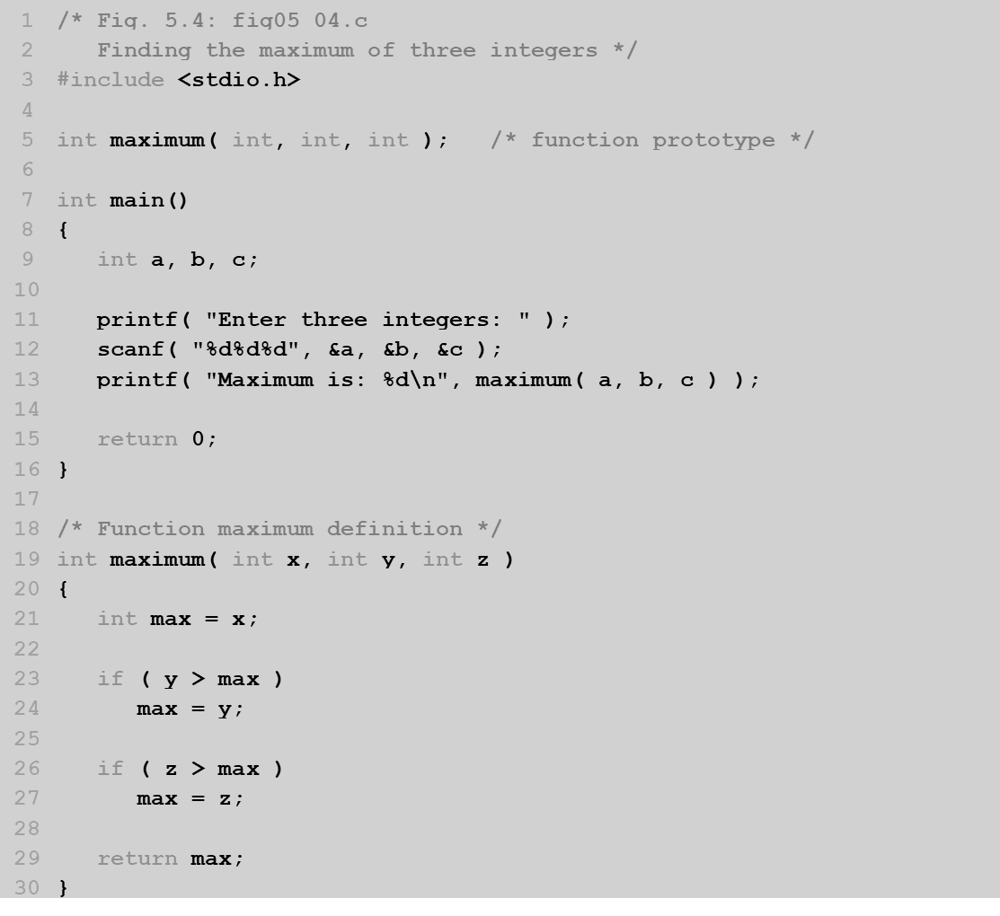 1 /* Fig. 5.4: fig05_04.c
2    Finding the maximum of three integers */
3 #include <stdio.h>
4
5 int maximum( int, int, int );   /* function prototype */
6
7 int main()
8 {
9    int a, b, c;
10
11    printf( "Enter three integers: " );
12    scanf( "%d%d%d", &a, &b, &c );
13    printf( "Maximum is: %d\n", maximum( a, b, c ) );
14
15    return 0;
16 }
17
18 /* Function maximum definition */
19 int maximum( int x, int y, int z )
20 {
21    int max = x;
22
23    if ( y > max )
24       max = y;
25
26    if ( z > max )
27       max = z;
28
29    return max;
30 }